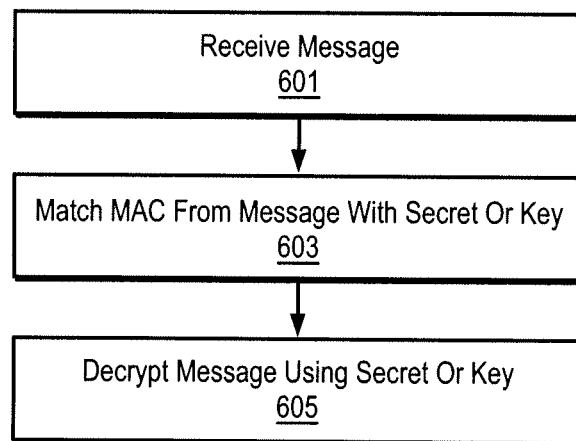 Receive Message
601
Match MAC From Message With Secret Or Key
603
Decrypt Message Using Secret Or Key
605